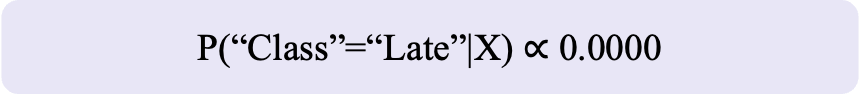 P(“Class”=“Late”|X) ∝ 0.0000